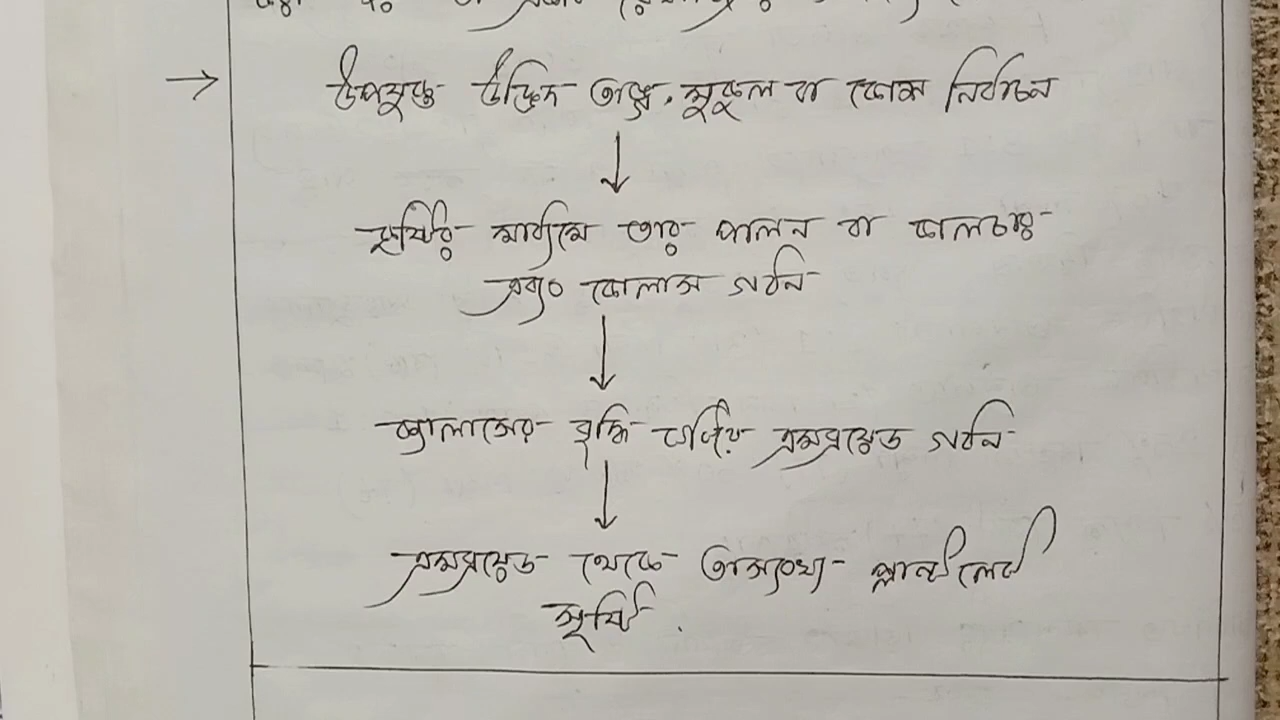 → উপযুক্ত উদ্ভিদ অঙ্গ, মুকুল বা কোষ নির্বাচন
↓
কৃষ্টির মাধ্যমে তার পালন বা কালচার
এবং ক্যালাস গঠন
↓
ক্যালাসের বৃদ্ধি ঘটিয়ে এমব্রয়েড গঠন
↓
এমব্রয়েড থেকে অসংখ্য প্লান্টলেট
সৃষ্টি .